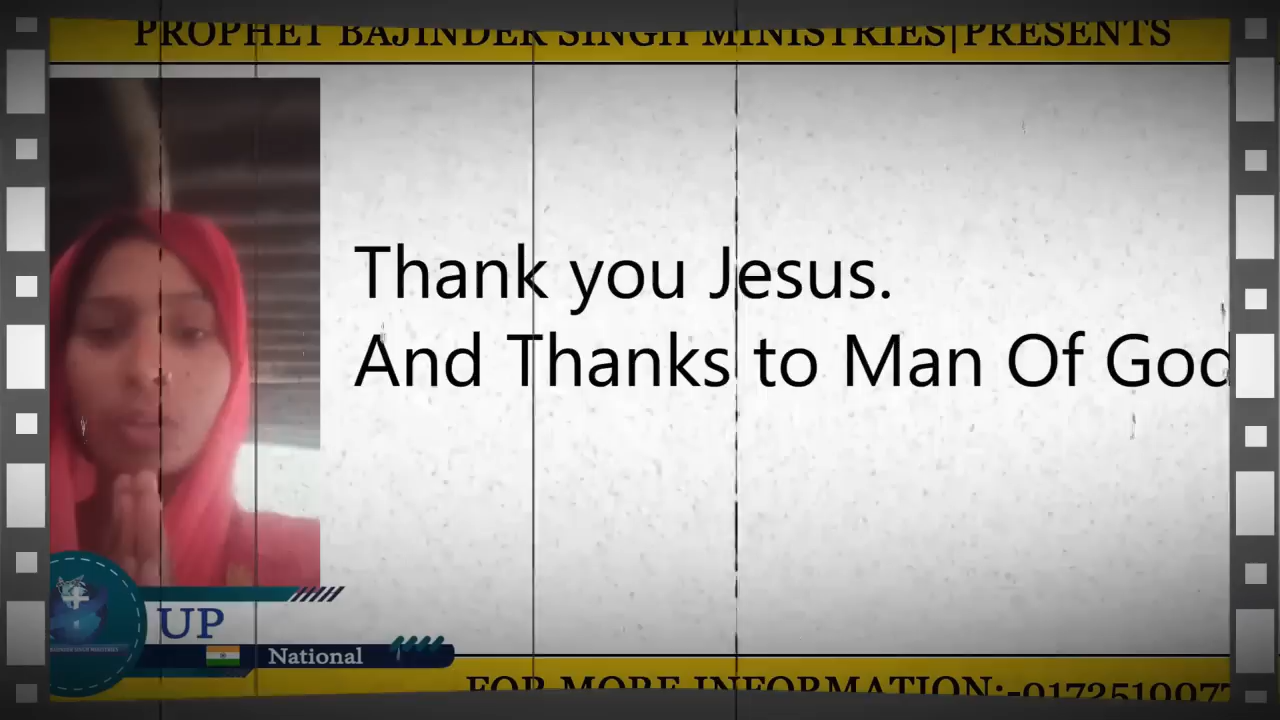 PROPHET BAJINDER SINGH MINISTRIES|PRESENTS
Thank you Jesus.
And Thanks to Man Of God
UP
National
FOR MORE INFORMATION:-0172510077